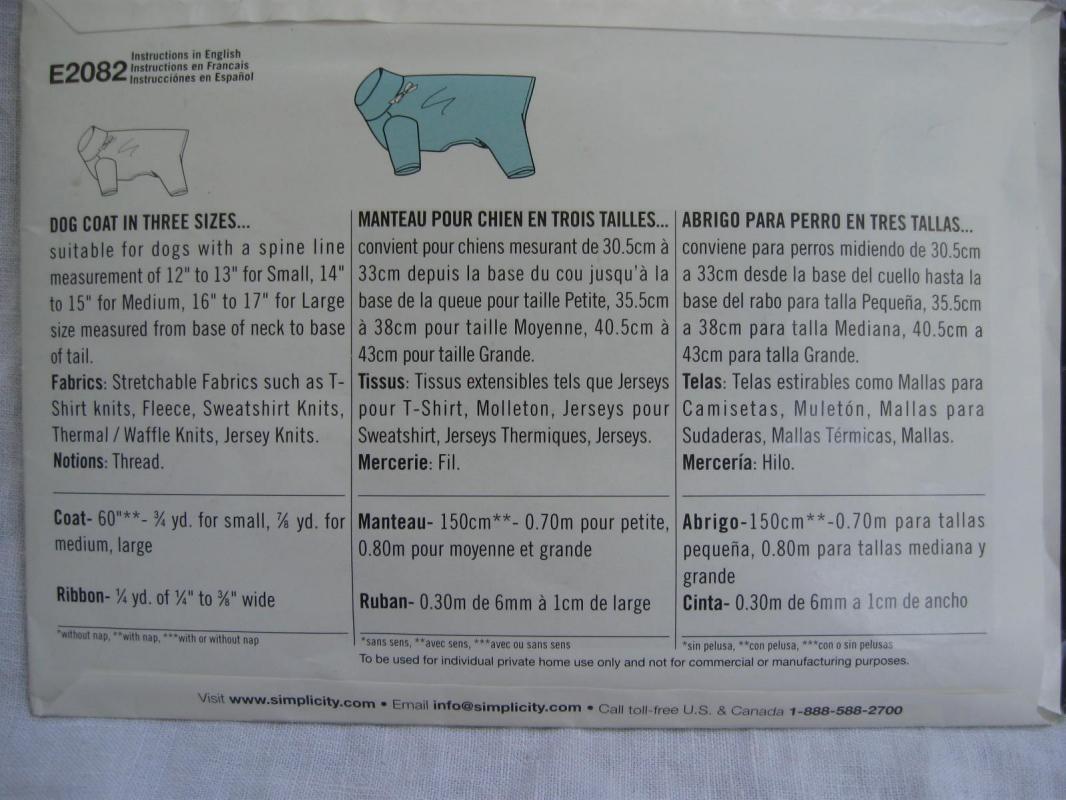 E2082
Instructions in English
Instructions en Francais
Instrucciónes en Español
DOG COAT IN THREE SIZES...
suitable for dogs with a spine line
measurement of 12" to 13" for Small, 14"
to 15" for Medium, 16" to 17" for Large
size measured from base of neck to base
of tail.
Fabrics: Stretchable Fabrics such as T-
Shirt knits, Fleece, Sweatshirt Knits,
Thermal / Waffle Knits, Jersey Knits.
Notions: Thread.
Coat- 60"**- ¾ yd. for small, ⅞ yd. for
medium, large
Ribbon- ¼ yd. of ¼" to ⅜" wide
*without nap, **with nap, ***with or without nap
MANTEAU POUR CHIEN EN TROIS TAILLES...
convient pour chiens mesurant de 30.5cm à
33cm depuis la base du cou jusqu'à la
base de la queue pour taille Petite, 35.5cm
à 38cm pour taille Moyenne, 40.5cm à
43cm pour taille Grande.
Tissus: Tissus extensibles tels que Jerseys
pour T-Shirt, Molleton, Jerseys pour
Sweatshirt, Jerseys Thermiques, Jerseys.
Mercerie: Fil.
Manteau- 150cm**- 0.70m pour petite,
0.80m pour moyenne et grande
Ruban- 0.30m de 6mm à 1cm de large
*sans sens, **avec sens, ***avec ou sans sens
ABRIGO PARA PERRO EN TRES TALLAS...
conviene para perros midiendo de 30.5cm
a 33cm desde la base del cuello hasta la
base del rabo para talla Pequeña, 35.5cm
a 38cm para talla Mediana, 40.5cm a
43cm para talla Grande.
Telas: Telas estirables como Mallas para
Camisetas, Muletón, Mallas para
Sudaderas, Mallas Térmicas, Mallas.
Mercería: Hilo.
Abrigo-150cm**-0.70m para tallas
pequeña, 0.80m para tallas mediana y
grande
Cinta- 0.30m de 6mm a 1cm de ancho
*sin pelusa, **con pelusa, ***con o sin pelusas
To be used for individual private home use only and not for commercial or manufacturing purposes.
Visit www.simplicity.com • Email info@simplicity.com • Call toll-free U.S. & Canada 1-888-588-2700